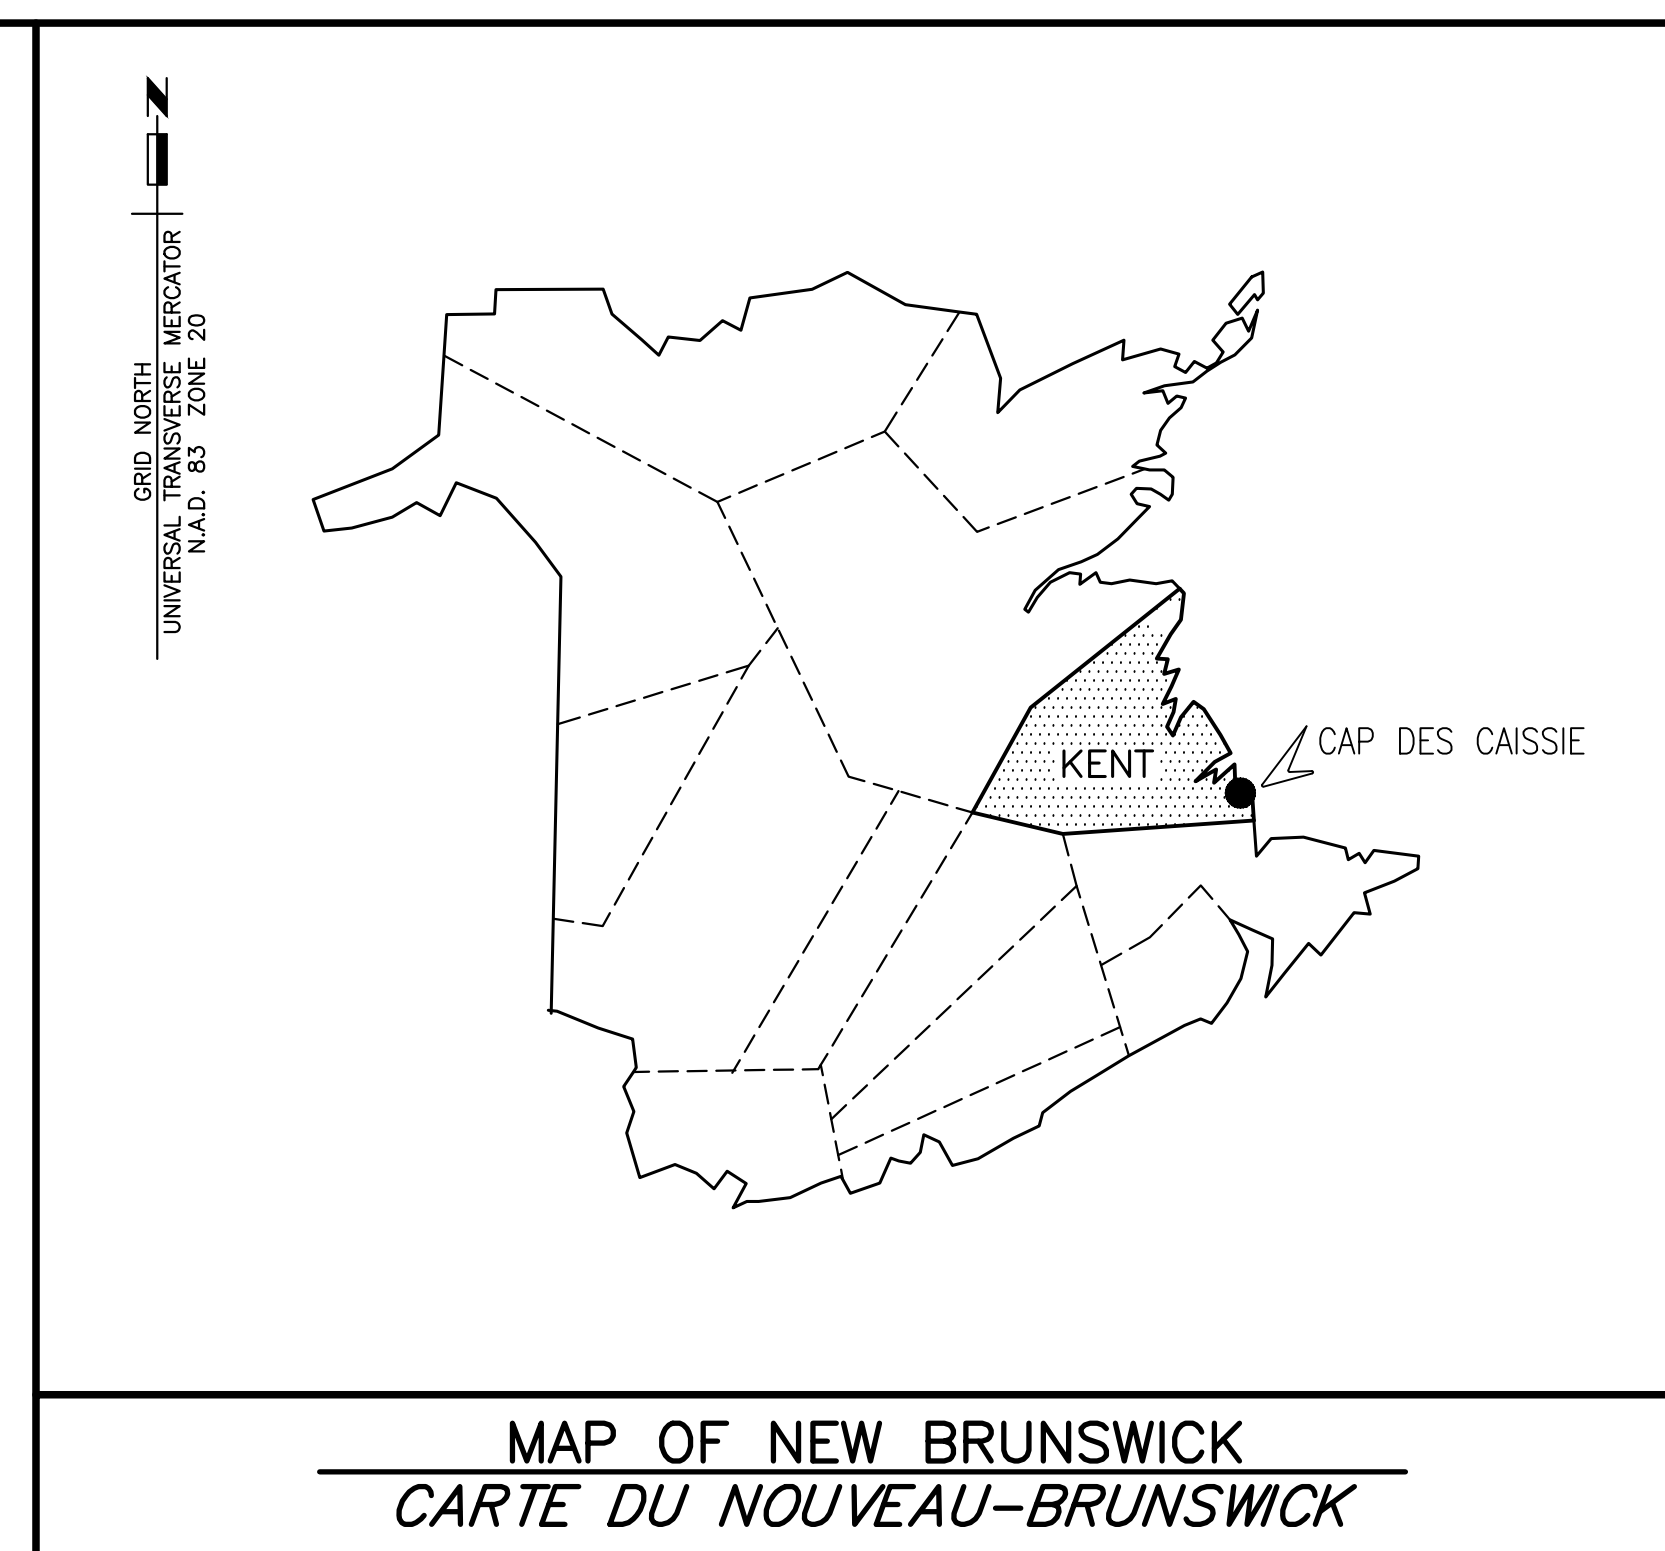 N
GRID NORTH
UNIVERSAL TRANSVERSE MERCATOR
N.A.D. 83 ZONE 20
KENT
CAP DES CAISSIE
MAP OF NEW BRUNSWICK
CARTE DU NOUVEAU-BRUNSWICK